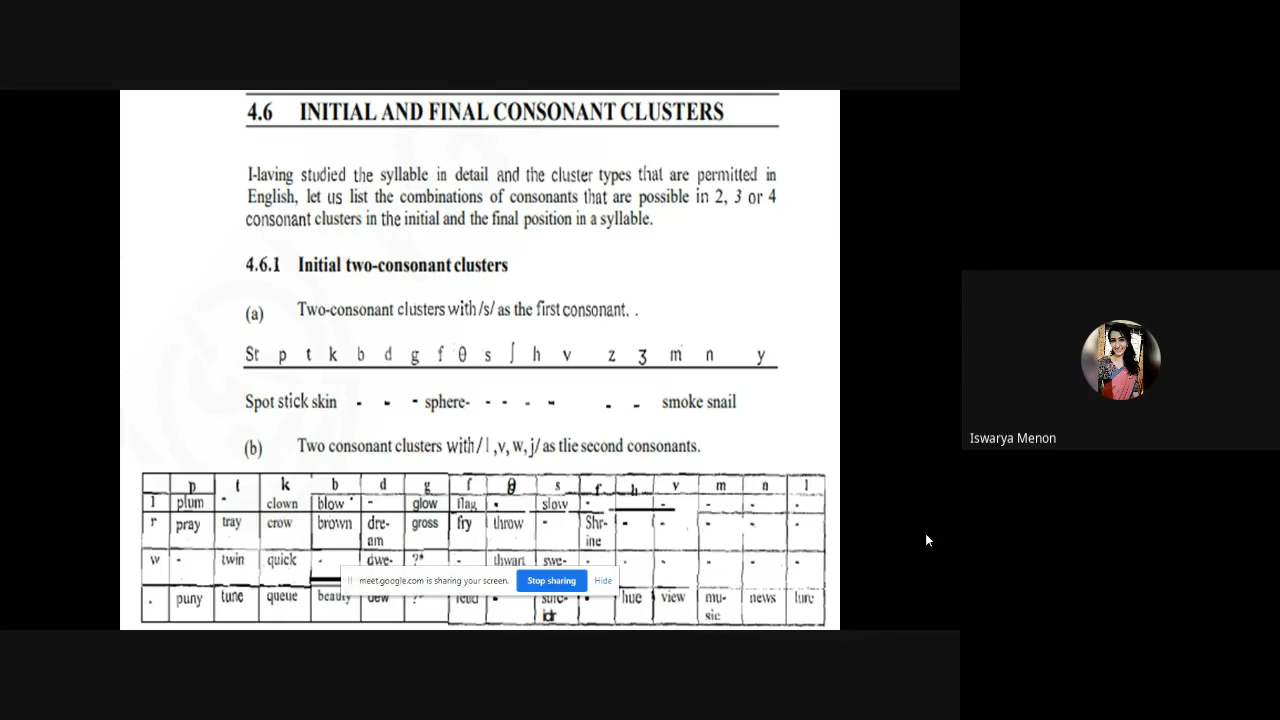 4.6 INITIAL AND FINAL CONSONANT CLUSTERS
I-laving studied the syllable in detail and the cluster types that are permitted in
English, let us list the combinations of consonants that are possible in 2, 3 or 4
consonant clusters in the initial and the final position in a syllable.
4.6.1 Initial two-consonant clusters
(a) Two-consonant clusters with /s/ as the first consonant. .
St p t k b d g f θ s ʃ h v z ʒ m n y
Spot stick skin - - - sphere- - - - - - - smoke snail
(b) Two consonant clusters with / l ,v, w, j/ as tlie second consonants.
p t k b d g f θ s f h v m n l
l plum - clown blow - glow flag • slow - - - -
r pray tray crow brown dre- gross fry throw - Shr- - - - - -
am ine
w - twin quick - dwe- ?* - thwart swe- - - - - -
meet.google.com is sharing your screen. Stop sharing Hide
. puny tune queue beauty dew ?* feud • • hue view mu- news
sic
Iswarya Menon